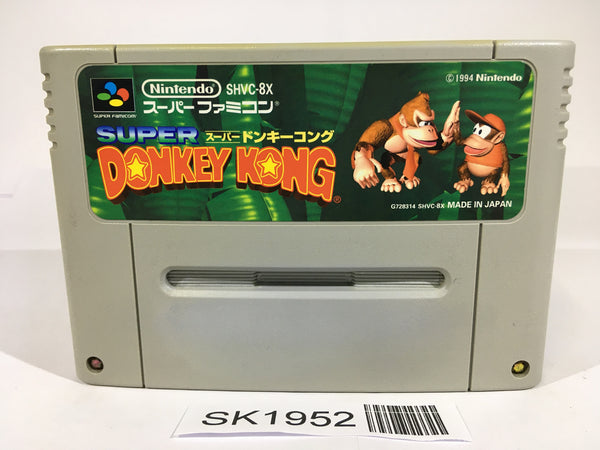 Nintendo SHVC-8X
© 1994 Nintendo
SUPER FAMICOM
スーパーファミコン®
SUPER スーパードンキーコング
DONKEY KONG®
G728314 SHVC-8X MADE IN JAPAN
SK1952